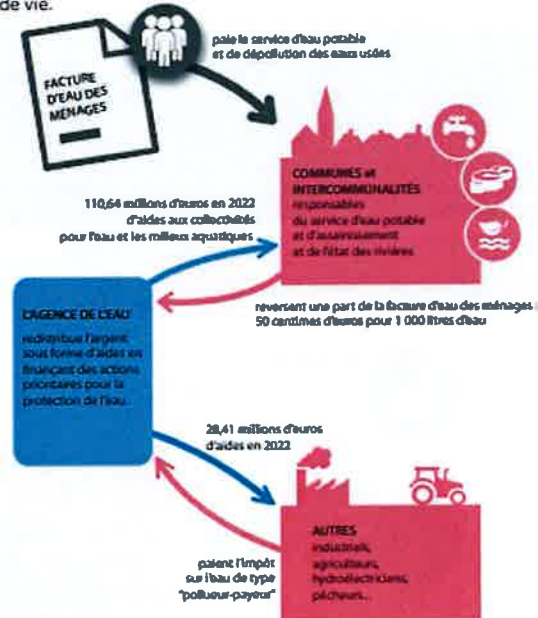 de vie.
paie le service d'eau potable
et de dépollution des eaux usées
FACTURE
D'EAU DES
MÉNAGES
COMMUNES et
INTERCOMMUNALITÉS
responsables
du service d'eau potable
et d'assainissement
et de l'état des rivières
110,64 millions d'euros en 2022
d'aides aux collectivités
pour l'eau et les milieux aquatiques
reversent une part de la facture d'eau des ménages :
50 centimes d'euros pour 1 000 litres d'eau
L'AGENCE DE L'EAU
redistribue l'argent
sous forme d'aides en
finançant des actions
prioritaires pour la
protection de l'eau.
28,41 millions d'euros
d'aides en 2022
paient l'impôt
sur l'eau de type
"pollueur-payeur"
AUTRES
industriels,
agriculteurs,
hydroélectriciens,
pêcheurs...